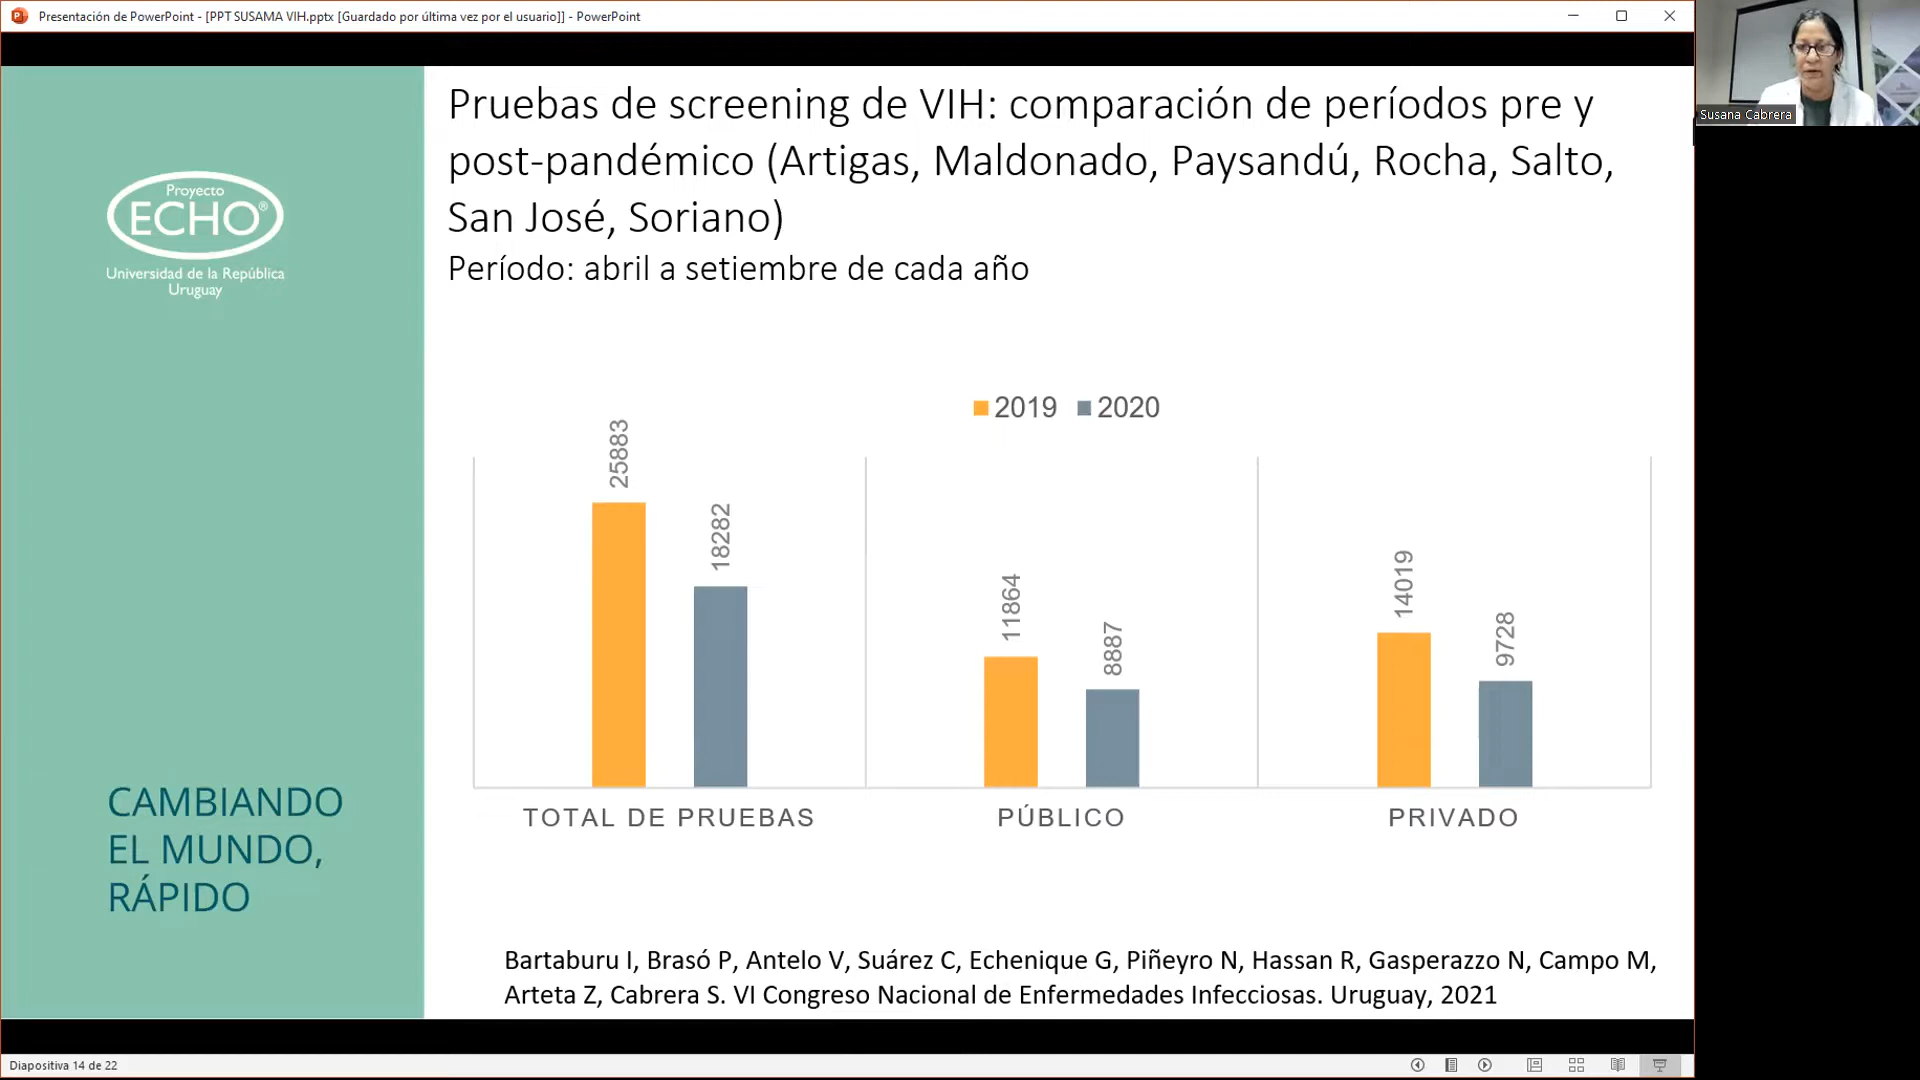 Presentación de PowerPoint - [PPT SUSAMA VIH.pptx [Guardado por última vez por el usuario]] - PowerPoint
Susana Cabrera
Proyecto
ECHO®
Universidad de la República
Uruguay
Pruebas de screening de VIH: comparación de períodos pre y
post-pandémico (Artigas, Maldonado, Paysandú, Rocha, Salto,
San José, Soriano)
Período: abril a setiembre de cada año
2019 2020
25883
18282
11864
8887
14019
9728
TOTAL DE PRUEBAS PÚBLICO PRIVADO
CAMBIANDO
EL MUNDO,
RÁPIDO
Bartaburu I, Brasó P, Antelo V, Suárez C, Echenique G, Piñeyro N, Hassan R, Gasperazzo N, Campo M,
Arteta Z, Cabrera S. VI Congreso Nacional de Enfermedades Infecciosas. Uruguay, 2021
Diapositiva 14 de 22